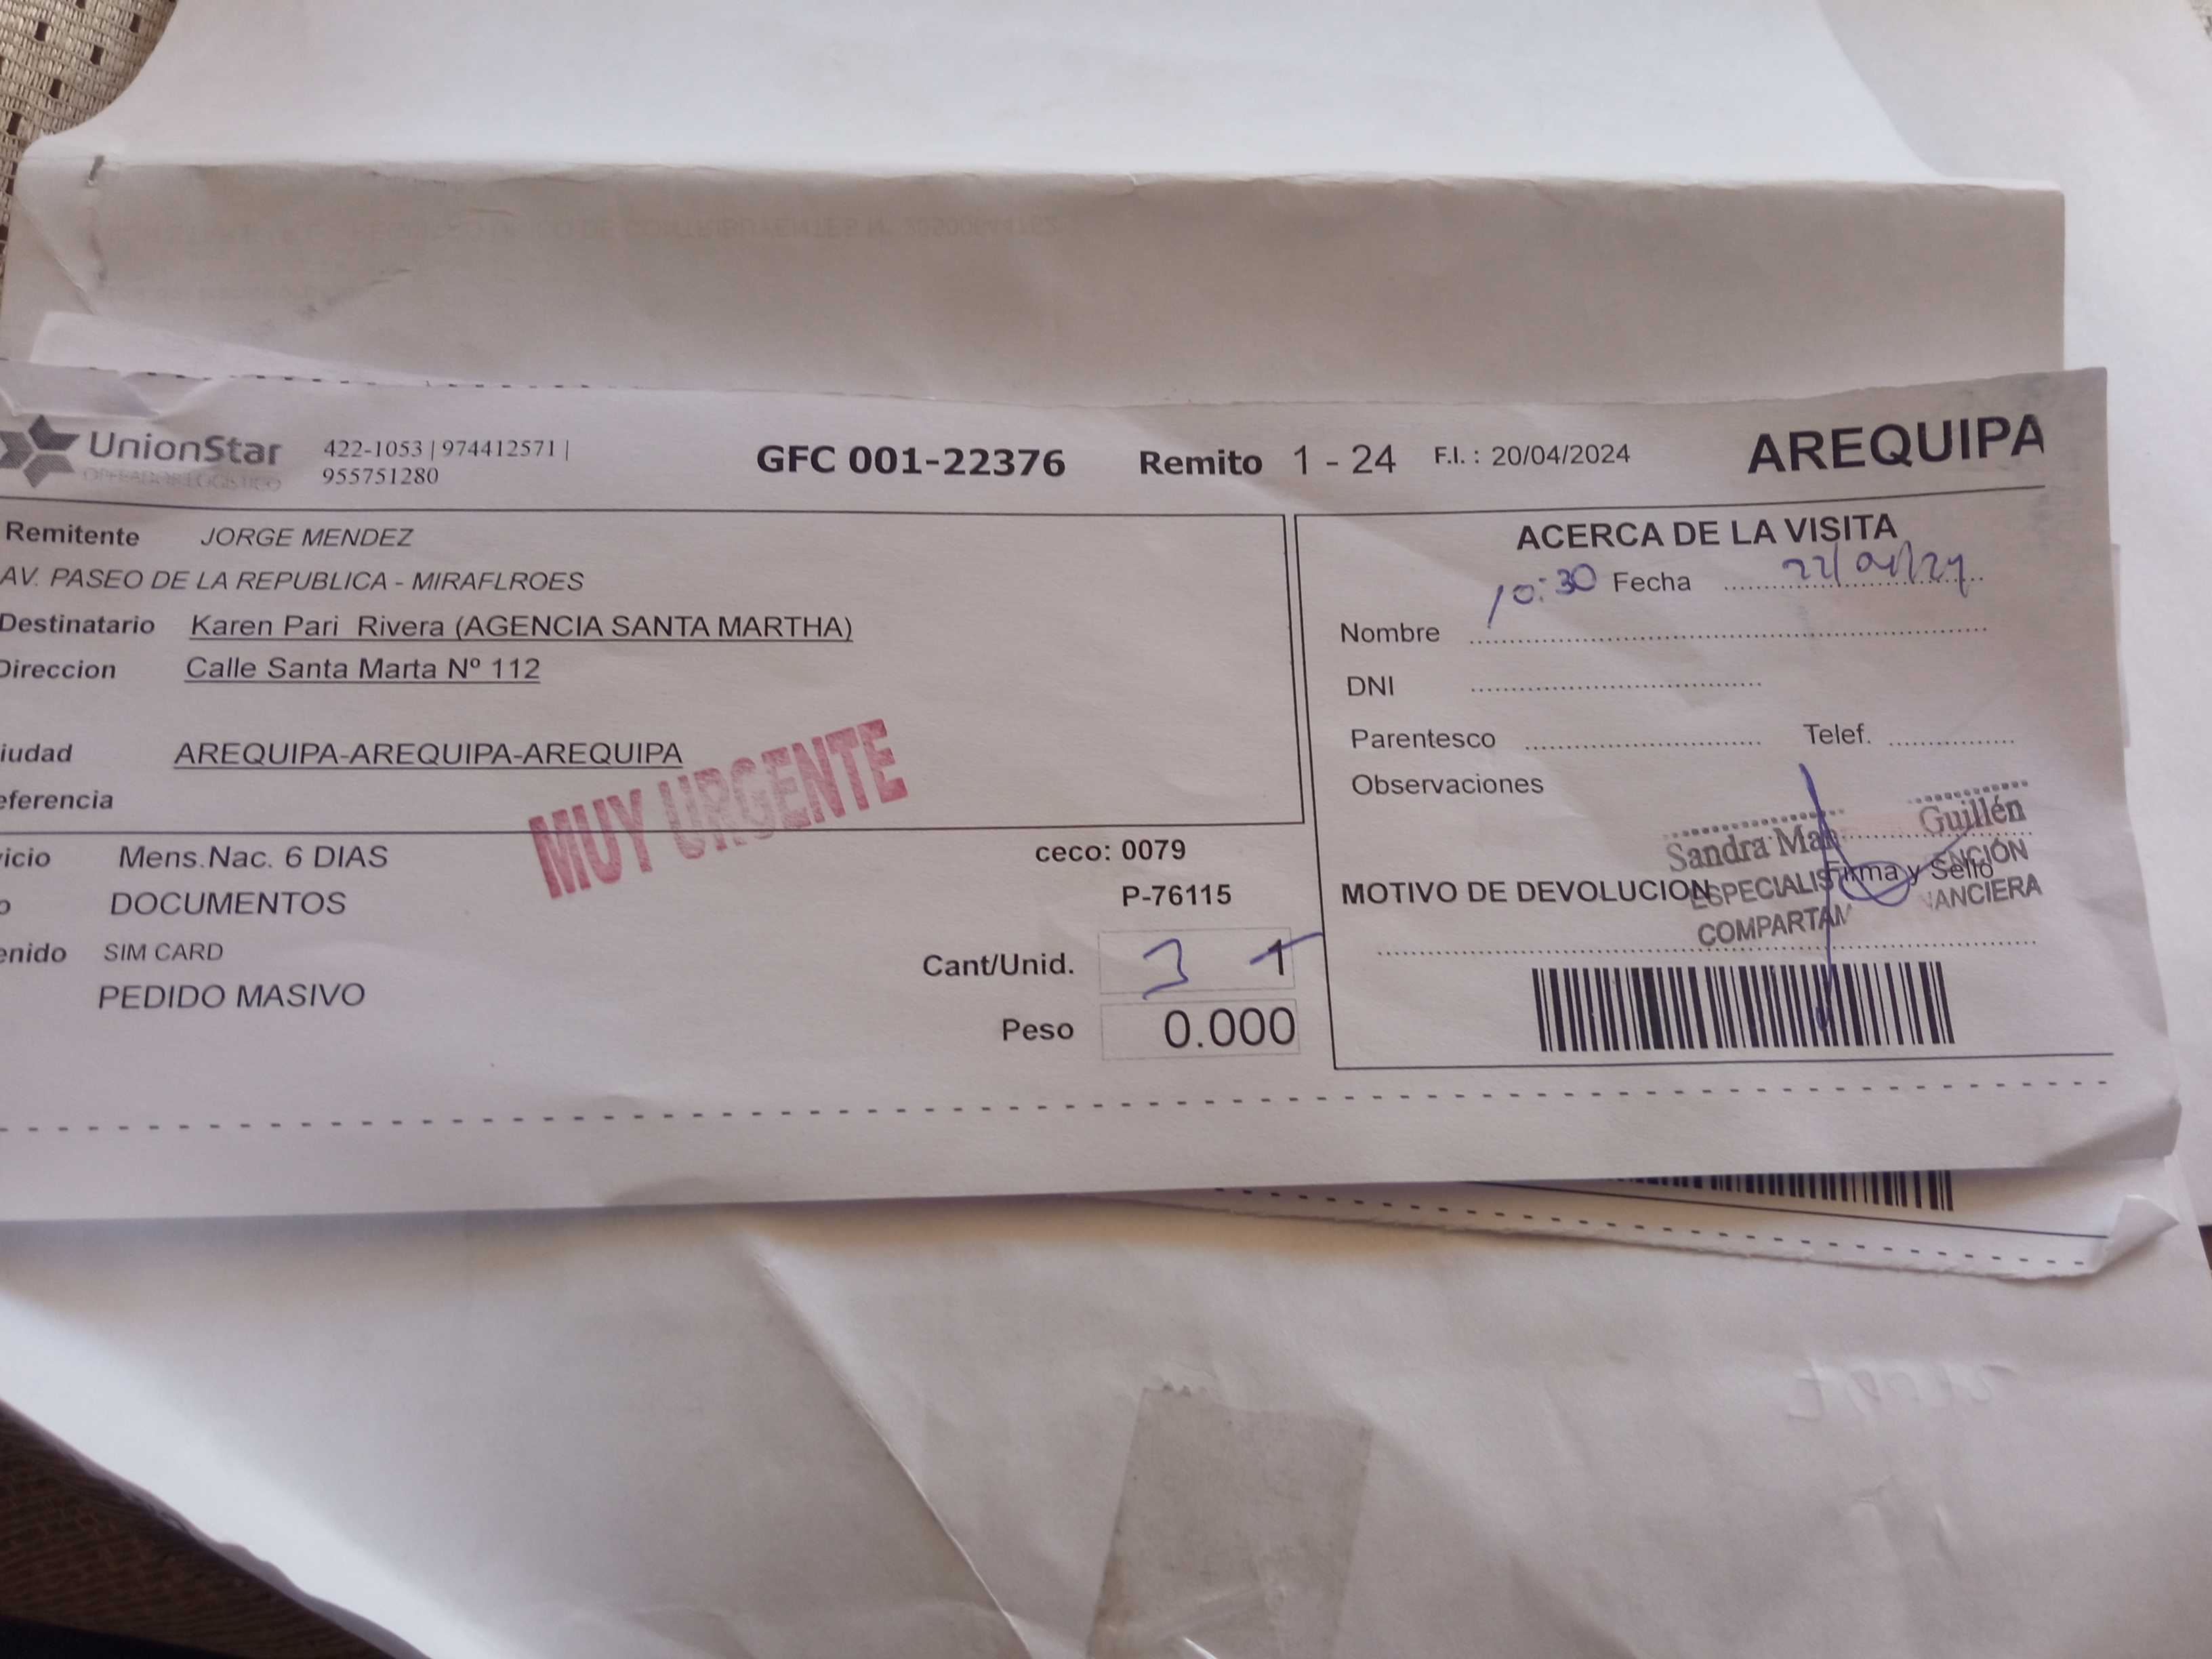 UnionStar
OPERADOR LOGISTICO
422-1053 | 974412571 |
955751280
GFC 001-22376
Remito 1 - 24
F.I. : 20/04/2024
AREQUIPA
Remitente JORGE MENDEZ
AV. PASEO DE LA REPUBLICA - MIRAFLROES
Destinatario Karen Pari Rivera (AGENCIA SANTA MARTHA)
Direccion Calle Santa Marta Nº 112
iudad AREQUIPA-AREQUIPA-AREQUIPA
eferencia
MUY URGENTE
icio Mens.Nac. 6 DIAS
o DOCUMENTOS
enido SIM CARD
PEDIDO MASIVO
ceco: 0079
P-76115
Cant/Unid. 3 1
Peso 0.000
ACERCA DE LA VISITA
10:30 Fecha 22/04/24
Nombre
DNI
Parentesco Telef.
Observaciones
Sandra Guillén
Firma y Sello
MOTIVO DE DEVOLUCION